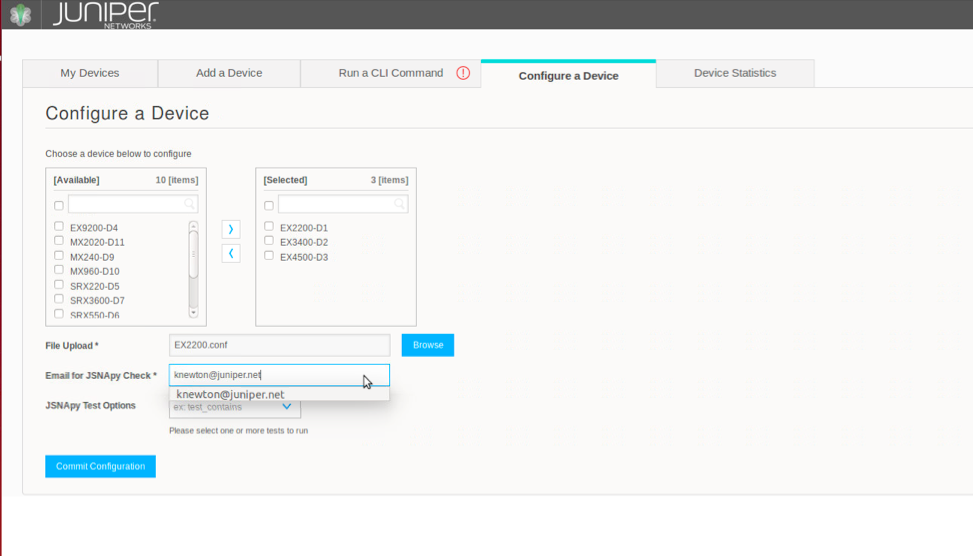 JUNIPER
NETWORKS
My Devices
Add a Device
Run a CLI Command
Configure a Device
Device Statistics
Configure a Device
Choose a device below to configure
[Available] 10 [items]
EX9200-D4
MX2020-D11
MX240-D9
MX960-D10
SRX220-D5
SRX3600-D7
SRX550-D6
[Selected] 3 [items]
EX2200-D1
EX3400-D2
EX4500-D3
File Upload * EX2200.conf Browse
Email for JSNApy Check * knewton@juniper.net
knewton@juniper.net
JSNApy Test Options ex: test_contains
Please select one or more tests to run
Commit Configuration